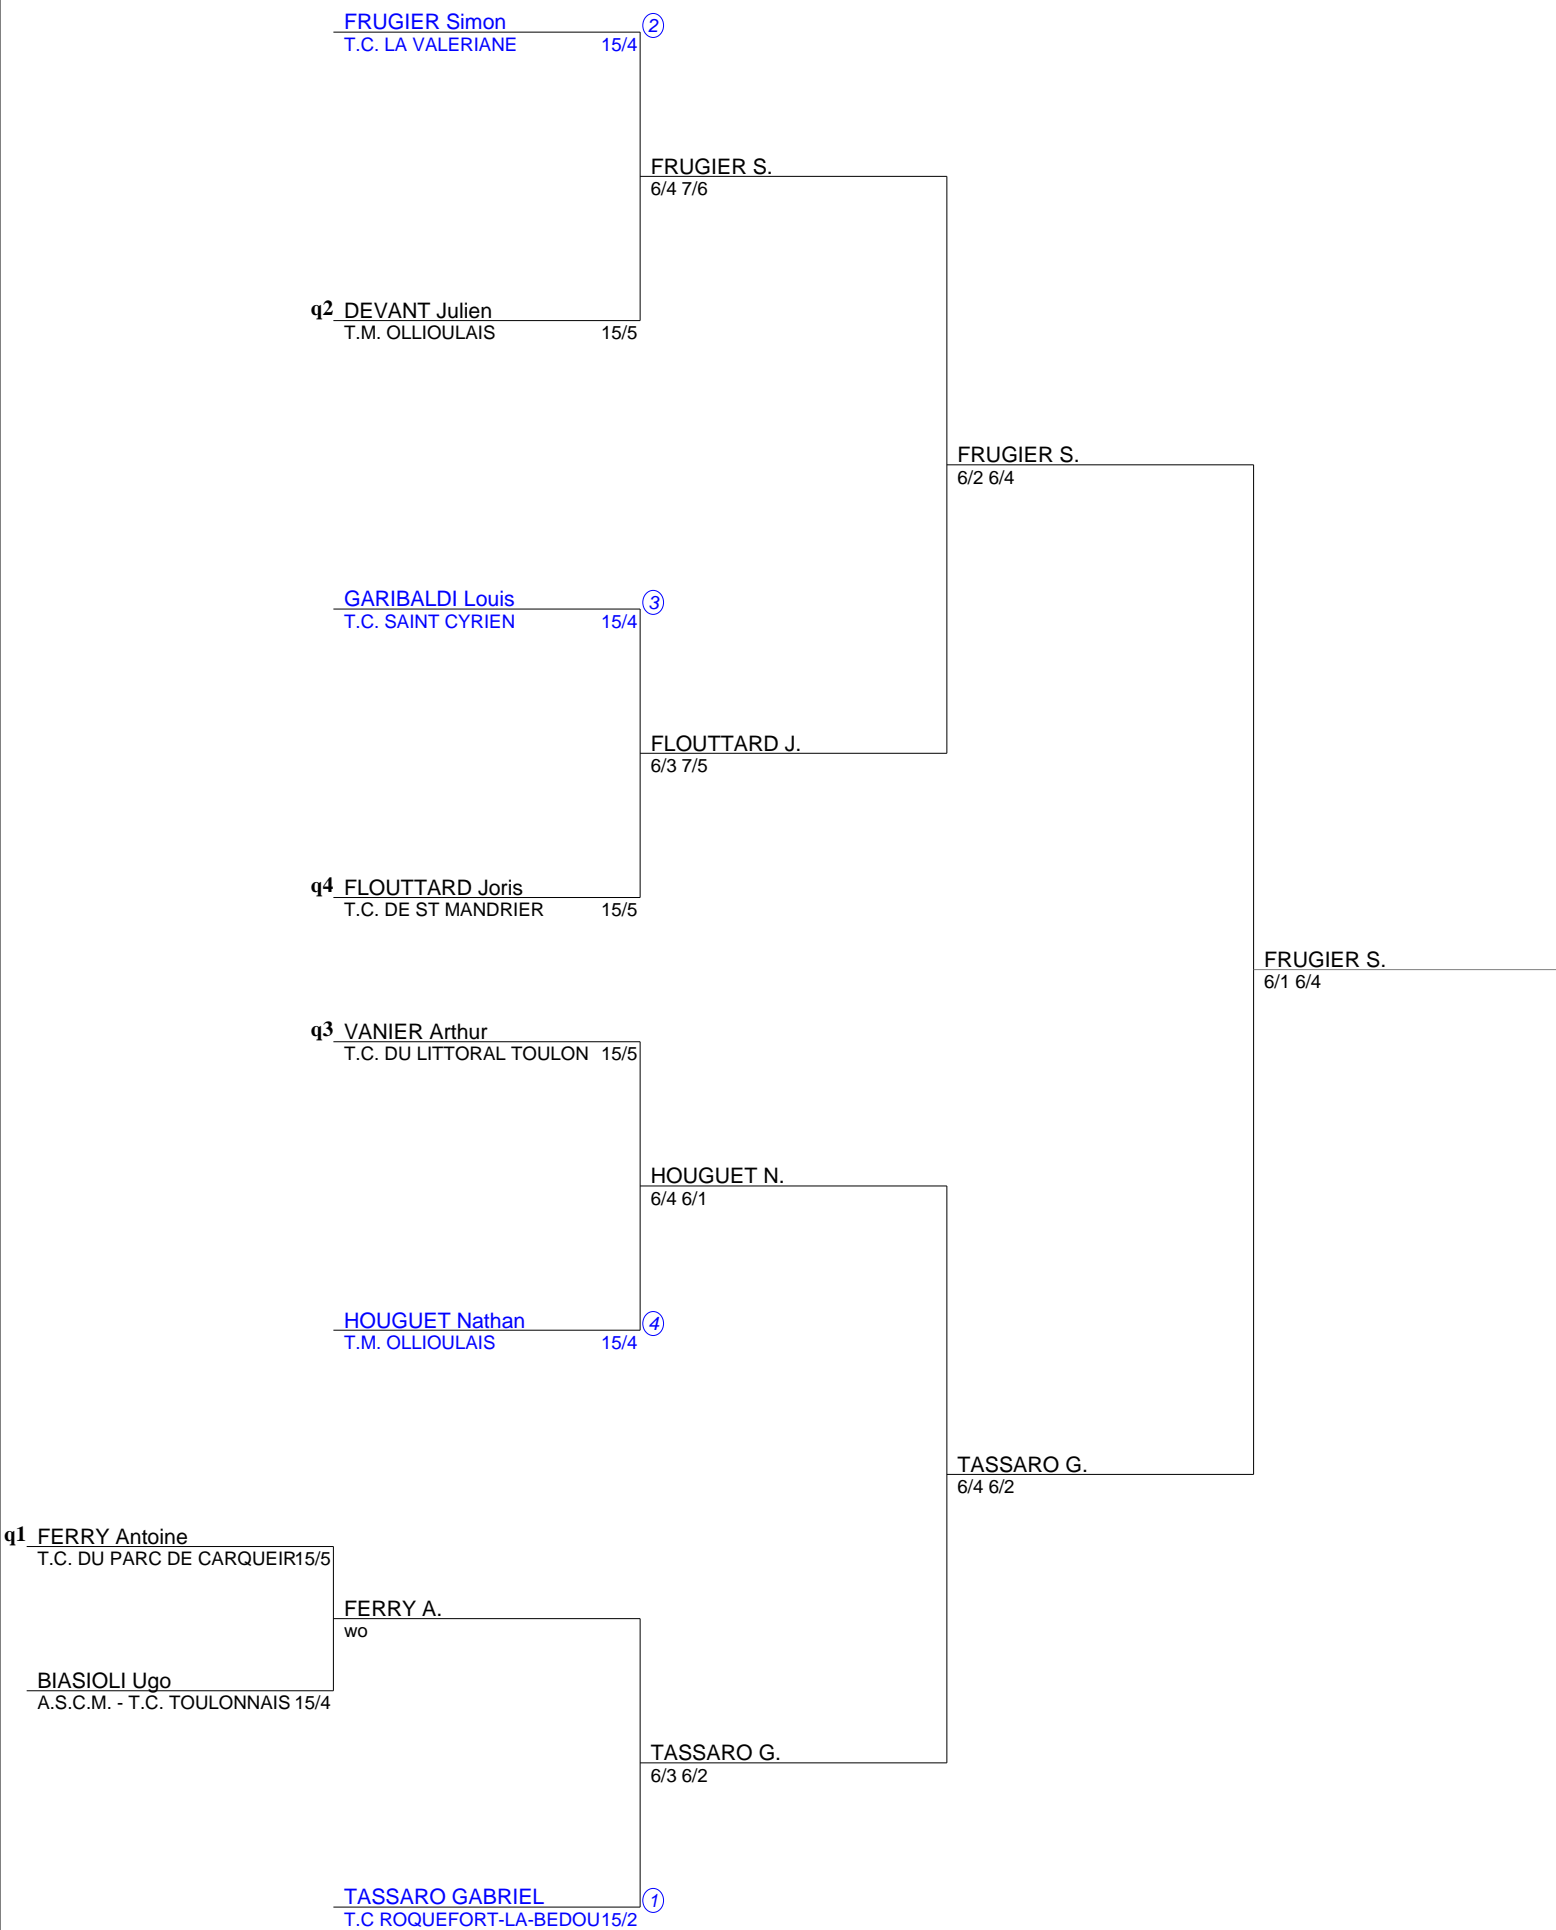 FRUGIER Simon 2
T.C. LA VALERIANE 15/4
FRUGIER S.
6/4 7/6
q2 DEVANT Julien
T.M. OLLIOULAIS 15/5
FRUGIER S.
6/2 6/4
GARIBALDI Louis 3
T.C. SAINT CYRIEN 15/4
FLOUTTARD J.
6/3 7/5
q4 FLOUTTARD Joris
T.C. DE ST MANDRIER 15/5
FRUGIER S.
6/1 6/4
q3 VANIER Arthur
T.C. DU LITTORAL TOULON 15/5
HOUGUET N.
6/4 6/1
HOUGUET Nathan 4
T.M. OLLIOULAIS 15/4
TASSARO G.
6/4 6/2
q1 FERRY Antoine
T.C. DU PARC DE CARQUEIR15/5
FERRY A.
wo
BIASIOLI Ugo
A.S.C.M. - T.C. TOULONNAIS 15/4
TASSARO G.
6/3 6/2
TASSARO GABRIEL 1
T.C ROQUEFORT-LA-BEDOU15/2